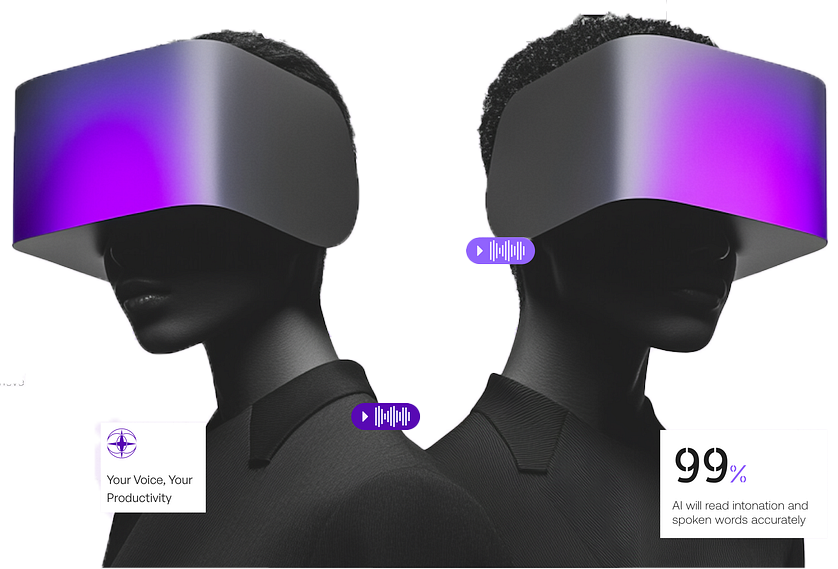 Your Voice, Your
Productivity
99%
AI will read intonation and
spoken words accurately